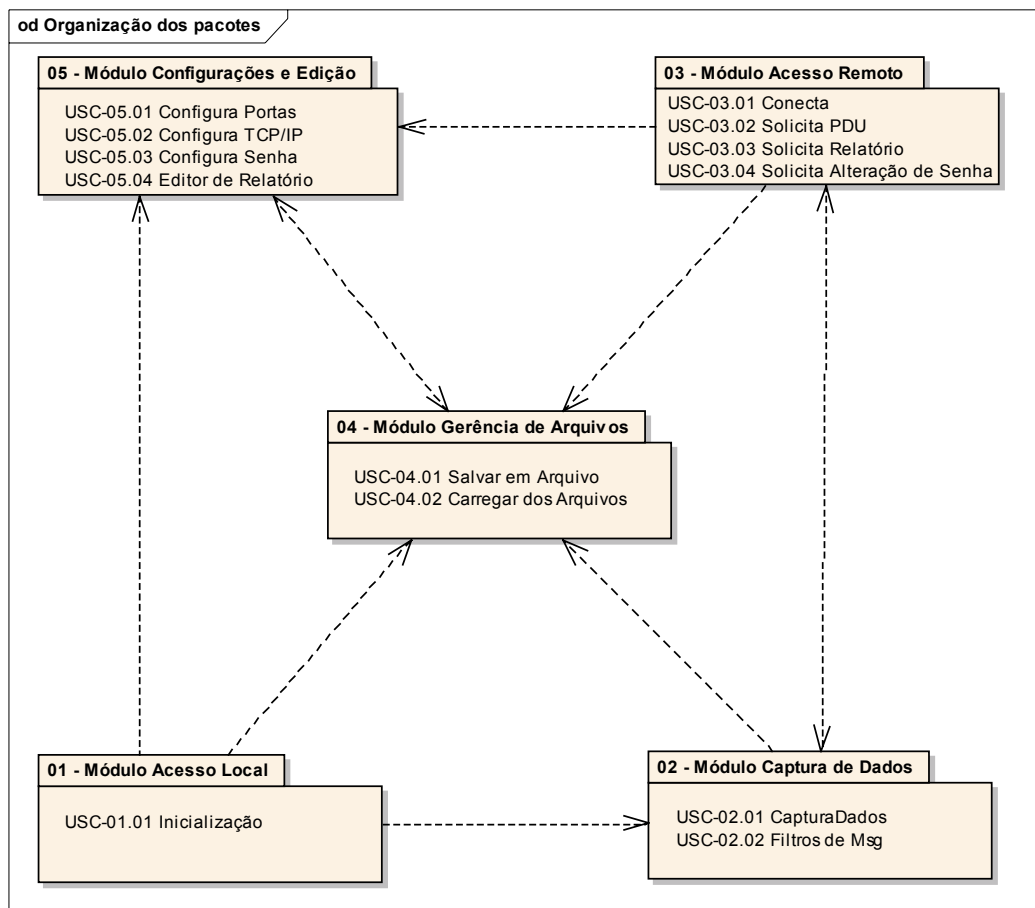 od Organização dos pacotes
05 - Módulo Configurações e Edição
USC-05.01 Configura Portas
USC-05.02 Configura TCP/IP
USC-05.03 Configura Senha
USC-05.04 Editor de Relatório
03 - Módulo Acesso Remoto
USC-03.01 Conecta
USC-03.02 Solicita PDU
USC-03.03 Solicita Relatório
USC-03.04 Solicita Alteração de Senha
04 - Módulo Gerência de Arquivos
USC-04.01 Salvar em Arquivo
USC-04.02 Carregar dos Arquivos
01 - Módulo Acesso Local
USC-01.01 Inicialização
02 - Módulo Captura de Dados
USC-02.01 CapturaDados
USC-02.02 Filtros de Msg